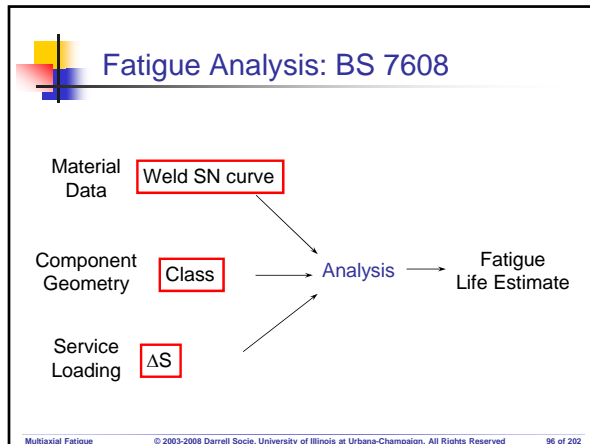 Fatigue Analysis: BS 7608
Material
Data
Weld SN curve
Component
Geometry
Class
Analysis
Fatigue
Life Estimate
Service
Loading
ΔS
Multiaxial Fatigue © 2003-2008 Darrell Socie, University of Illinois at Urbana-Champaign, All Rights Reserved 96 of 202